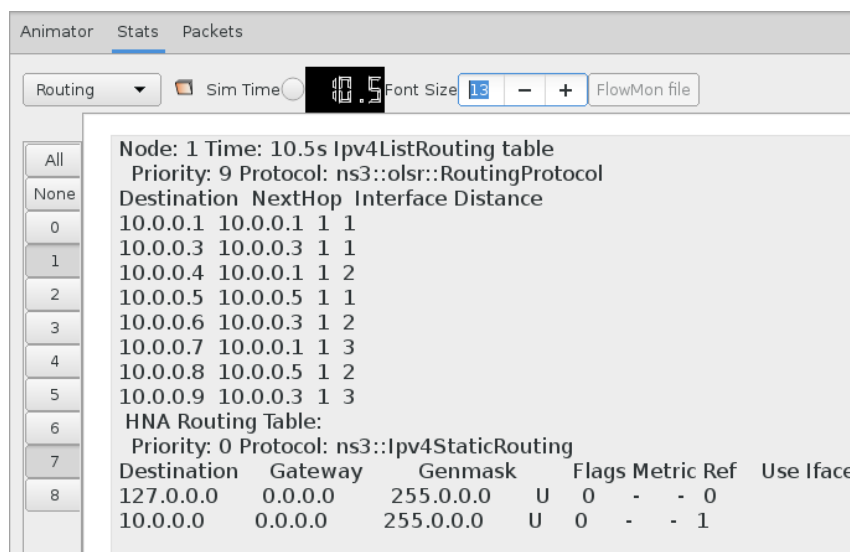 Animator Stats Packets
Routing Sim Time 10.5 Font Size 13 − + FlowMon file
All
None
0
1
2
3
4
5
6
7
8
Node: 1 Time: 10.5s Ipv4ListRouting table
Priority: 9 Protocol: ns3::olsr::RoutingProtocol
Destination NextHop Interface Distance
10.0.0.1 10.0.0.1 1 1
10.0.0.3 10.0.0.3 1 1
10.0.0.4 10.0.0.1 1 2
10.0.0.5 10.0.0.5 1 1
10.0.0.6 10.0.0.3 1 2
10.0.0.7 10.0.0.1 1 3
10.0.0.8 10.0.0.5 1 2
10.0.0.9 10.0.0.3 1 3
HNA Routing Table:
Priority: 0 Protocol: ns3::Ipv4StaticRouting
Destination Gateway Genmask Flags Metric Ref Use Iface
127.0.0.0 0.0.0.0 255.0.0.0 U 0 - - 0
10.0.0.0 0.0.0.0 255.0.0.0 U 0 - - 1